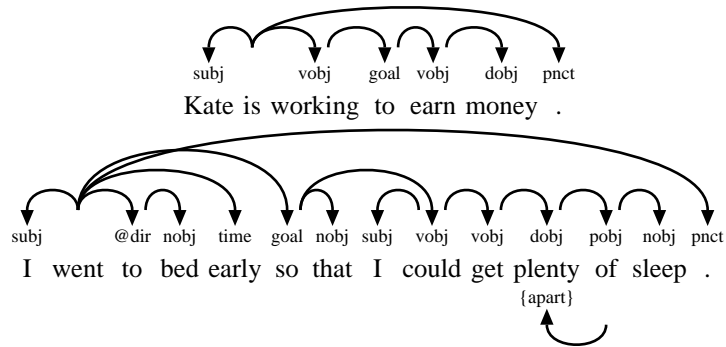 subj vobj goal vobj dobj pnct
Kate is working to earn money .
subj @dir nobj time goal nobj subj vobj vobj dobj pobj nobj pnct
I went to bed early so that I could get plenty of sleep .
{apart}